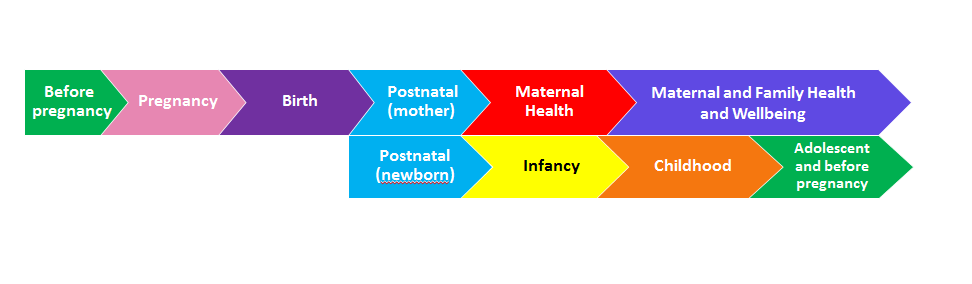 Before
pregnancy
Pregnancy
Birth
Postnatal
(mother)
Maternal
Health
Maternal and Family Health
and Wellbeing
Postnatal
(newborn)
Infancy
Childhood
Adolescent
and before
pregnancy